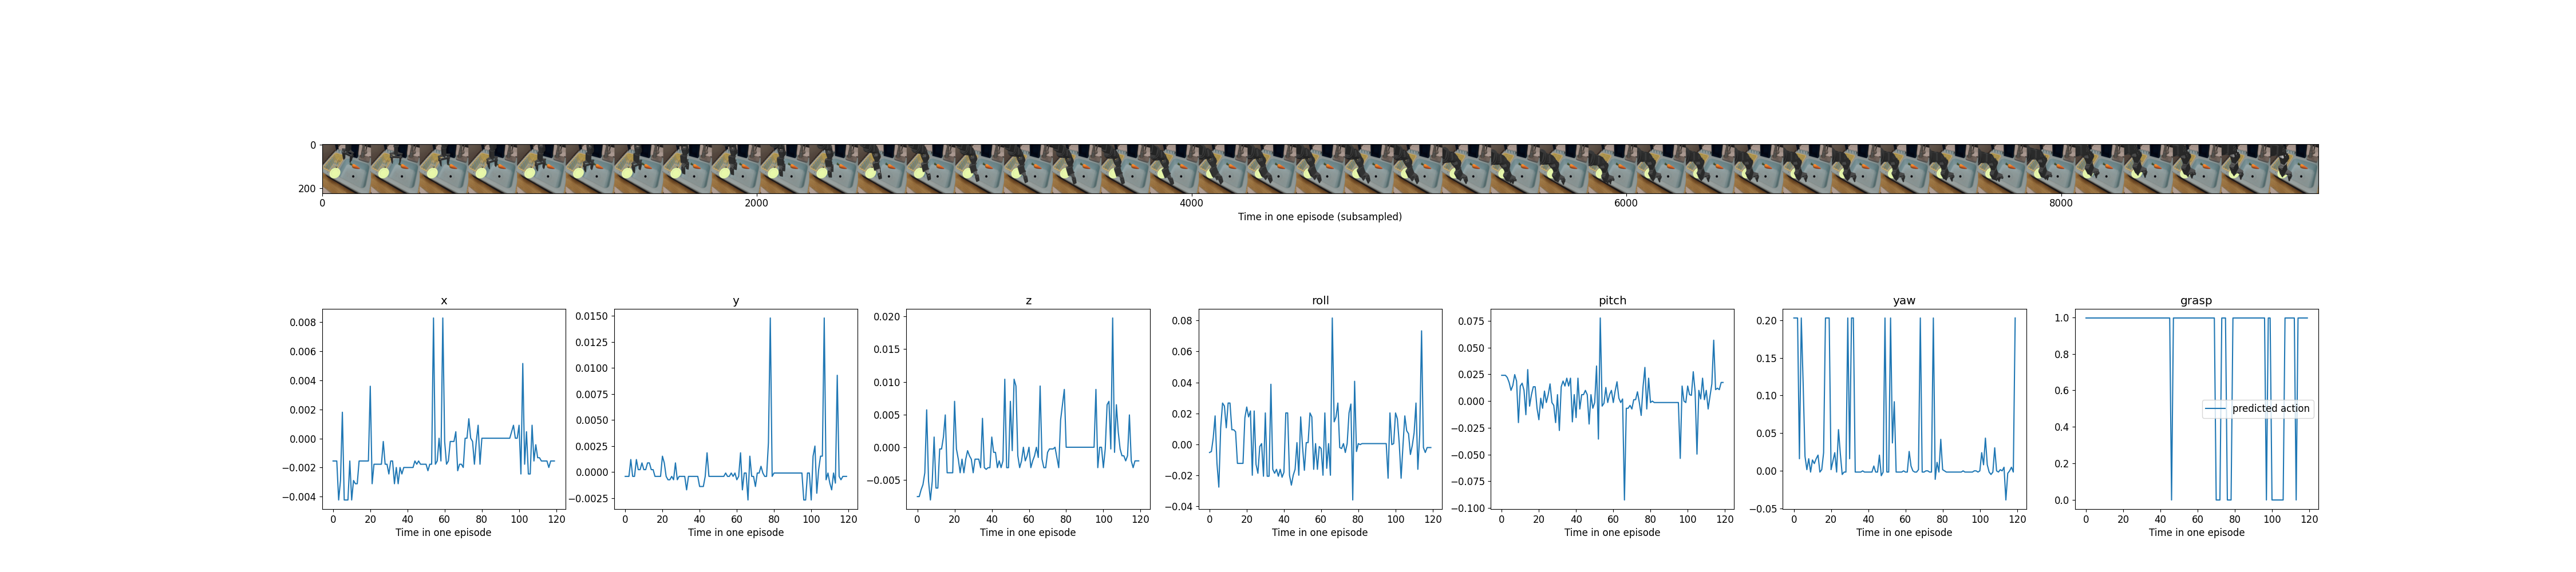 0
200
0 2000 4000 6000 8000
Time in one episode (subsampled)
x y z roll pitch yaw grasp
0.008
0.006
0.004
0.002
0.000
−0.002
−0.004
0 20 40 60 80 100 120
Time in one episode
0.0150
0.0125
0.0100
0.0075
0.0050
0.0025
0.0000
−0.0025
0 20 40 60 80 100 120
Time in one episode
0.020
0.015
0.010
0.005
0.000
−0.005
0 20 40 60 80 100 120
Time in one episode
0.08
0.06
0.04
0.02
0.00
−0.02
−0.04
0 20 40 60 80 100 120
Time in one episode
0.075
0.050
0.025
0.000
−0.025
−0.050
−0.075
−0.100
0 20 40 60 80 100 120
Time in one episode
0.20
0.15
0.10
0.05
0.00
−0.05
0 20 40 60 80 100 120
Time in one episode
1.0
0.8
0.6
0.4
0.2
0.0
predicted action
0 20 40 60 80 100 120
Time in one episode